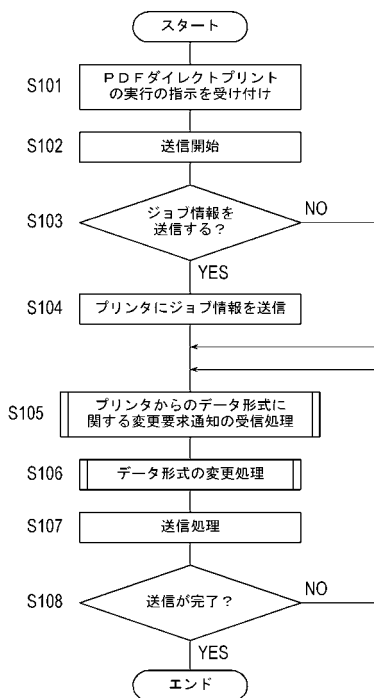 スタート
S101
PDFダイレクトプリント
の実行の指示を受け付け
S102
送信開始
S103
ジョブ情報を
送信する?
NO
YES
S104
プリンタにジョブ情報を送信
S105
プリンタからのデータ形式に
関する変更要求通知の受信処理
S106
データ形式の変更処理
S107
送信処理
S108
送信が完了?
NO
YES
エンド